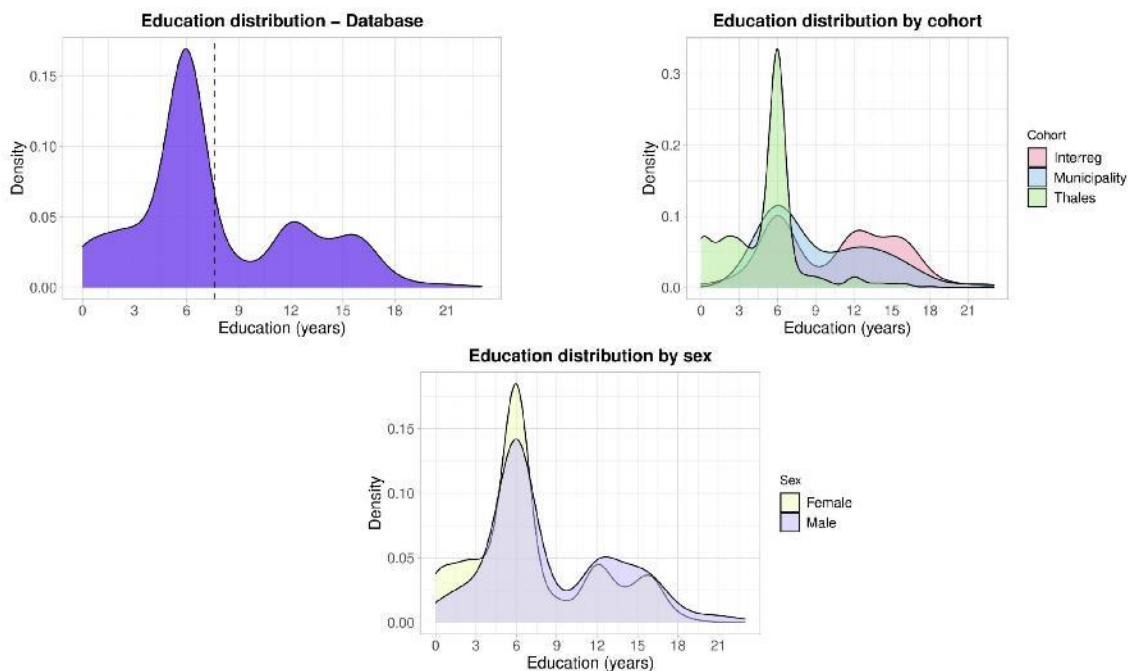 Education distribution – Database
0.15
0.10
0.05
0.00
Density
0 3 6 9 12 15 18 21
Education (years)
Education distribution by cohort
0.3
0.2
0.1
0.0
Density
0 3 6 9 12 15 18 21
Education (years)
Cohort
Interreg
Municipality
Thales
Education distribution by sex
0.15
0.10
0.05
0.00
Density
0 3 6 9 12 15 18 21
Education (years)
Sex
Female
Male